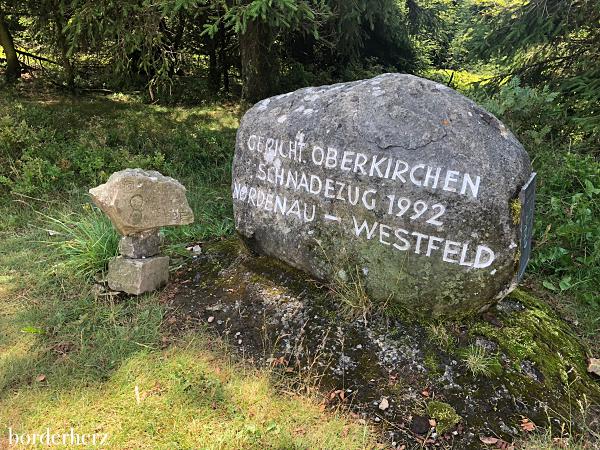 GERICHT OBERKIRCHEN
SCHNADEZUG 1992
NORDENAU – WESTFELD
borderherz